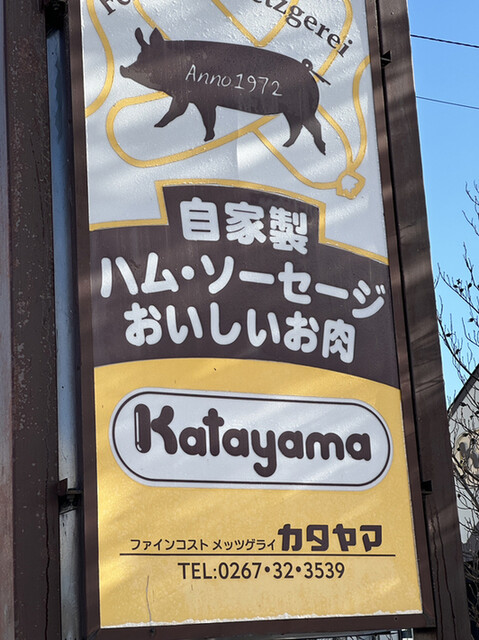 etzgerei
Anno 1972
自家製
ハム・ソーセージ
おいしいお肉
Katayama
ファインコスト メッツゲライ カタヤマ
TEL:0267・32・3539